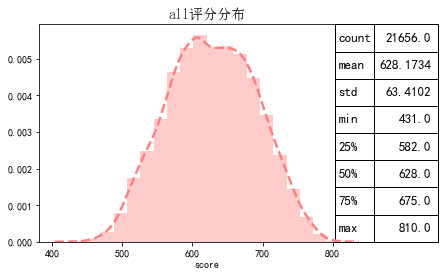 all评分分布
0.005
0.004
0.003
0.002
0.001
0.000
400 500 600 700 800
score
count 21656.0
mean 628.1734
std 63.4102
min 431.0
25% 582.0
50% 628.0
75% 675.0
max 810.0